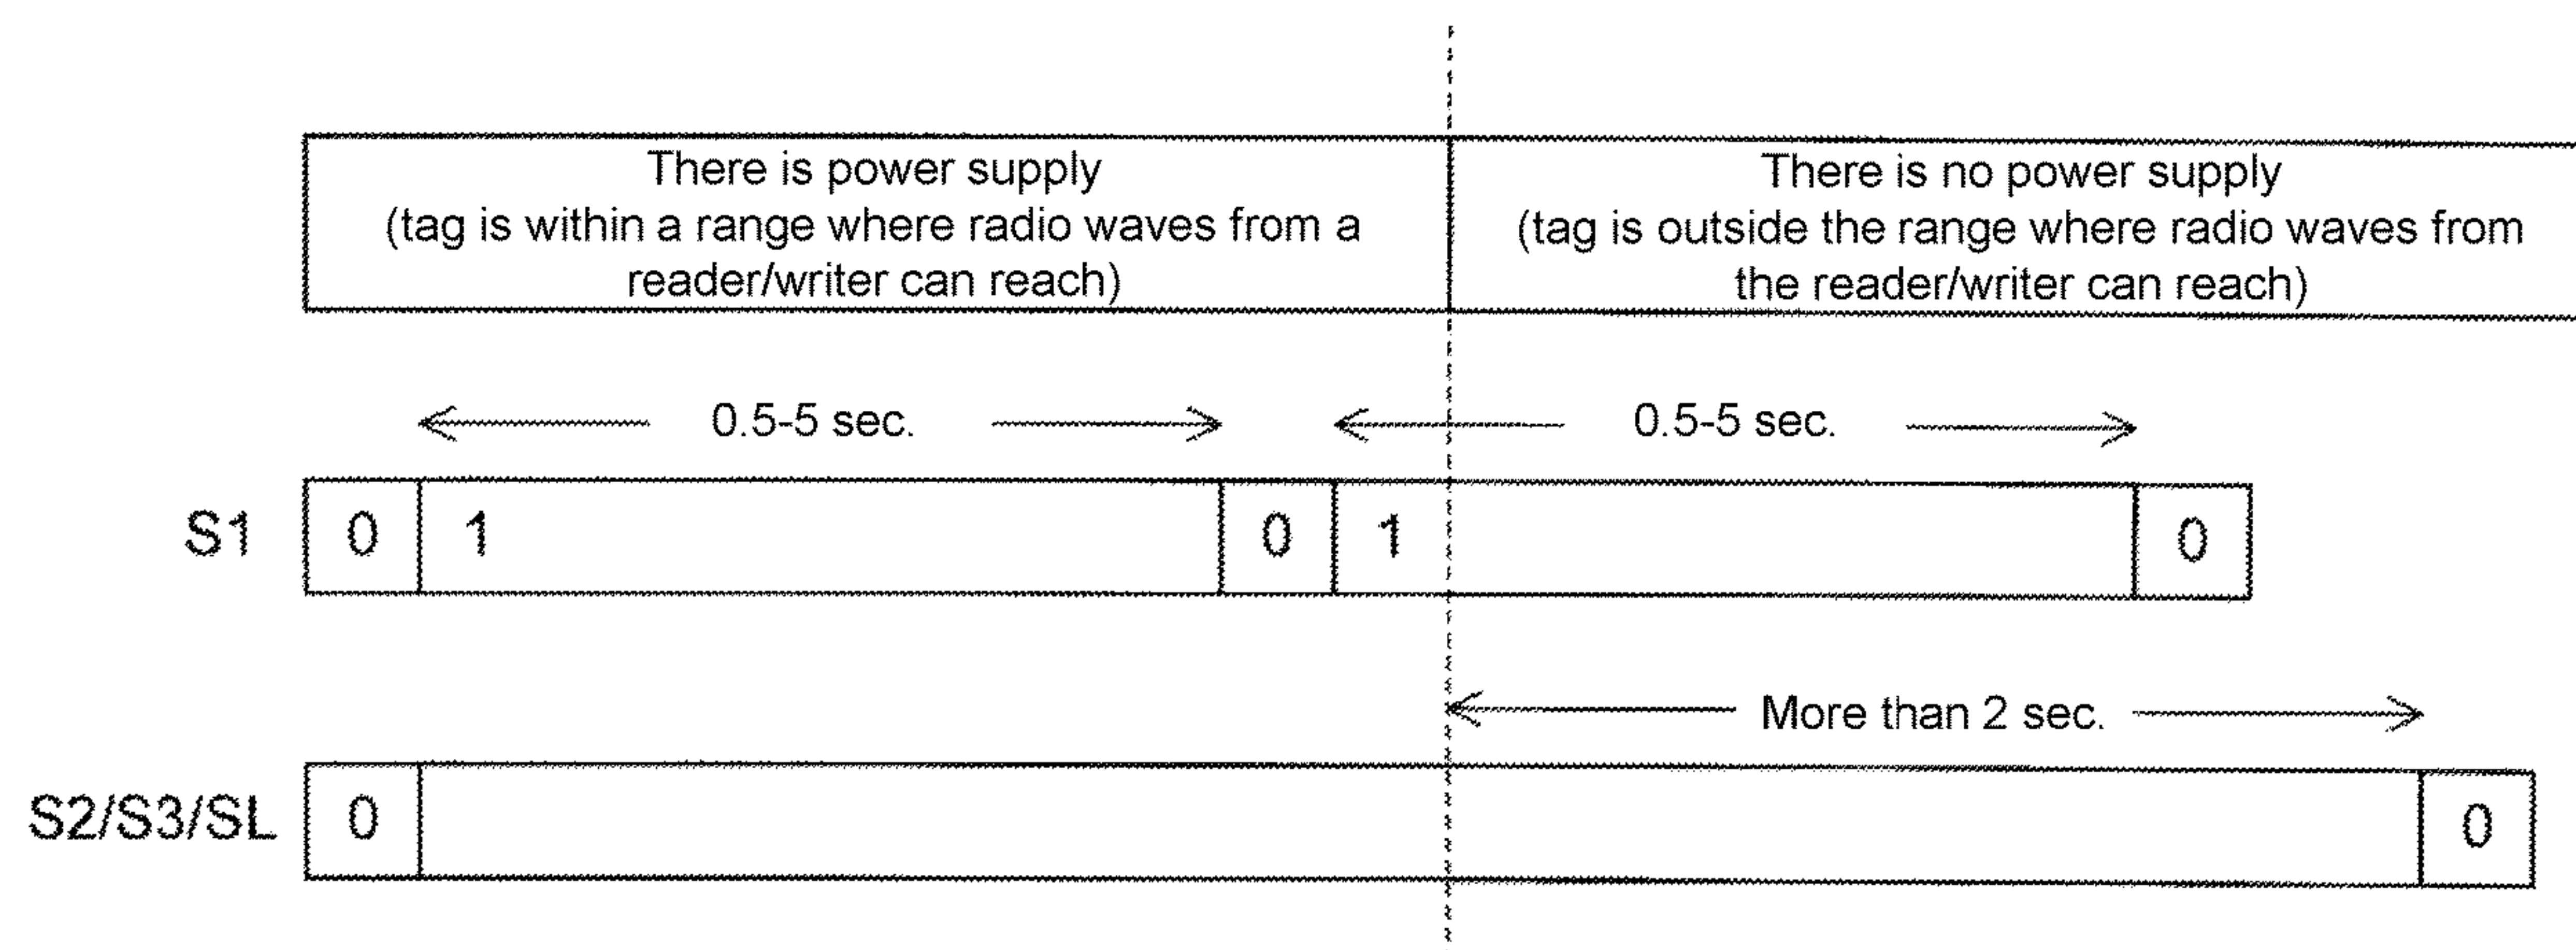 There is power supply
(tag is within a range where radio waves from a
reader/writer can reach)
There is no power supply
(tag is outside the range where radio waves from
the reader/writer can reach)
0.5-5 sec.
0.5-5 sec.
S1
0
1
0
1
0
More than 2 sec.
S2/S3/SL
0
0